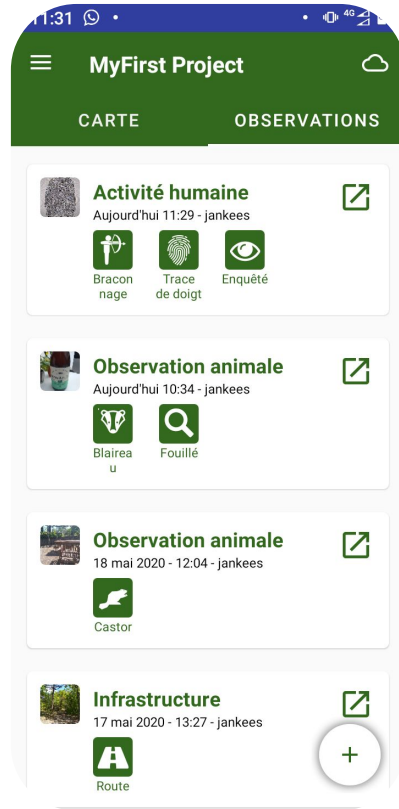 11:31
4G
MyFirst Project
CARTE
OBSERVATIONS
Activité humaine
Aujourd'hui 11:29 - jankees
Bracon
nage
Trace
de doigt
Enquêté
Observation animale
Aujourd'hui 10:34 - jankees
Blairea
u
Fouillé
Observation animale
18 mai 2020 - 12:04 - jankees
Castor
Infrastructure
17 mai 2020 - 13:27 - jankees
Route
+